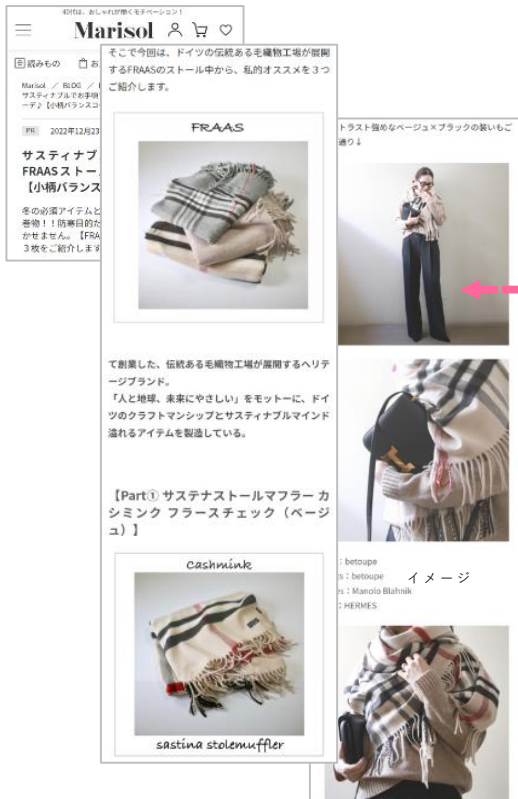 40代は、おしゃれが働くモチベーション！
Marisol
読みもの
お
Marisol ／ BLOG ／
サスティナブルでお手頃
ーデ♪【小柄バランスコ
PR 2022年12月23
サスティナブ
FRAASストー
【小柄バランス
冬の必須アイテムと
巻物！！防寒目的だ
かせません。【FRA
３枚をご紹介します
そこで今回は、ドイツの伝統ある毛織物工場が展開
するFRAASのストール中から、私的オススメを３つ
ご紹介します。
FRAAS
て創業した、伝統ある毛織物工場が展開するヘリテ
ージブランド。
「人と地球、未来にやさしい」をモットーに、ドイ
ツのクラフトマンシップとサスティナブルマインド
溢れるアイテムを製造している。
【Part① サステナストールマフラー カ
シミンク フラースチェック（ベージ
ュ）】
Cashmink
sastina stolemuffler
トラスト強めなベージュ×ブラックの装いもご
通り↓
：betoupe
s：betoupe
es：Manolo Blahnik
：HERMES
イメージ